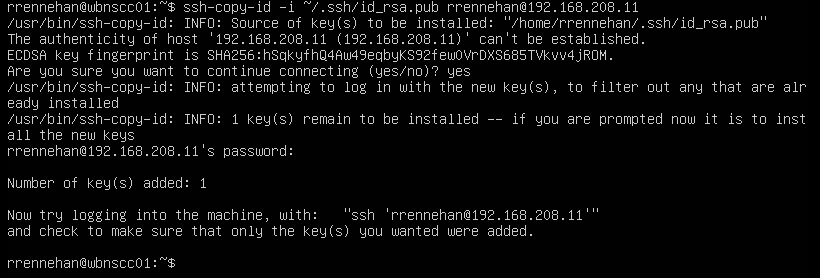 rrennehan@wbnscc01:~$ ssh-copy-id -i ~/.ssh/id_rsa.pub rrennehan@192.168.208.11
/usr/bin/ssh-copy-id: INFO: Source of key(s) to be installed: "/home/rrennehan/.ssh/id_rsa.pub"
The authenticity of host '192.168.208.11 (192.168.208.11)' can't be established.
ECDSA key fingerprint is SHA256:hSqkyfhQ4Aw49eqbyKS92few0VrDXS685TVkvv4jROM.
Are you sure you want to continue connecting (yes/no)? yes
/usr/bin/ssh-copy-id: INFO: attempting to log in with the new key(s), to filter out any that are alr
eady installed
/usr/bin/ssh-copy-id: INFO: 1 key(s) remain to be installed -- if you are prompted now it is to inst
all the new keys
rrennehan@192.168.208.11's password:
Number of key(s) added: 1
Now try logging into the machine, with:   "ssh 'rrennehan@192.168.208.11'"
and check to make sure that only the key(s) you wanted were added.
rrennehan@wbnscc01:~$